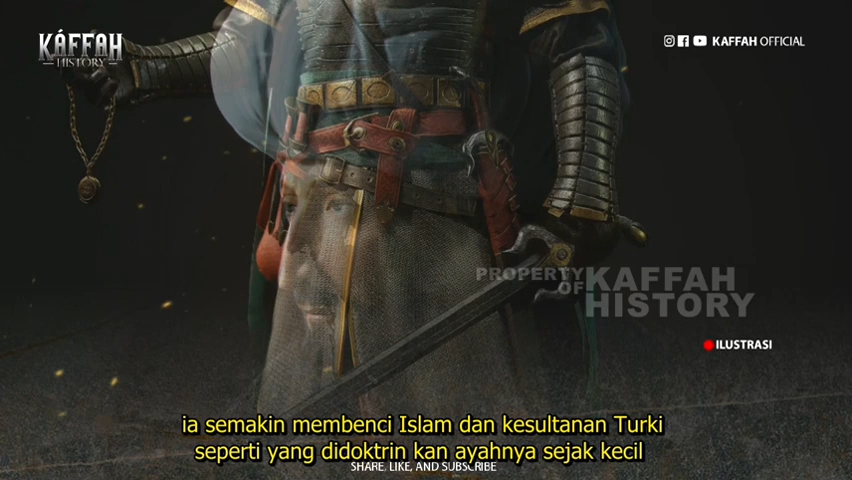 KÁFFAH
HISTORY
KAFFAH OFFICIAL
PROPERTY
OF
KAFFAH
HISTORY
ILUSTRASI
ia semakin membenci Islam dan kesultanan Turki
seperti yang didoktrin kan ayahnya sejak kecil
SHARE, LIKE, AND SUBSCRIBE